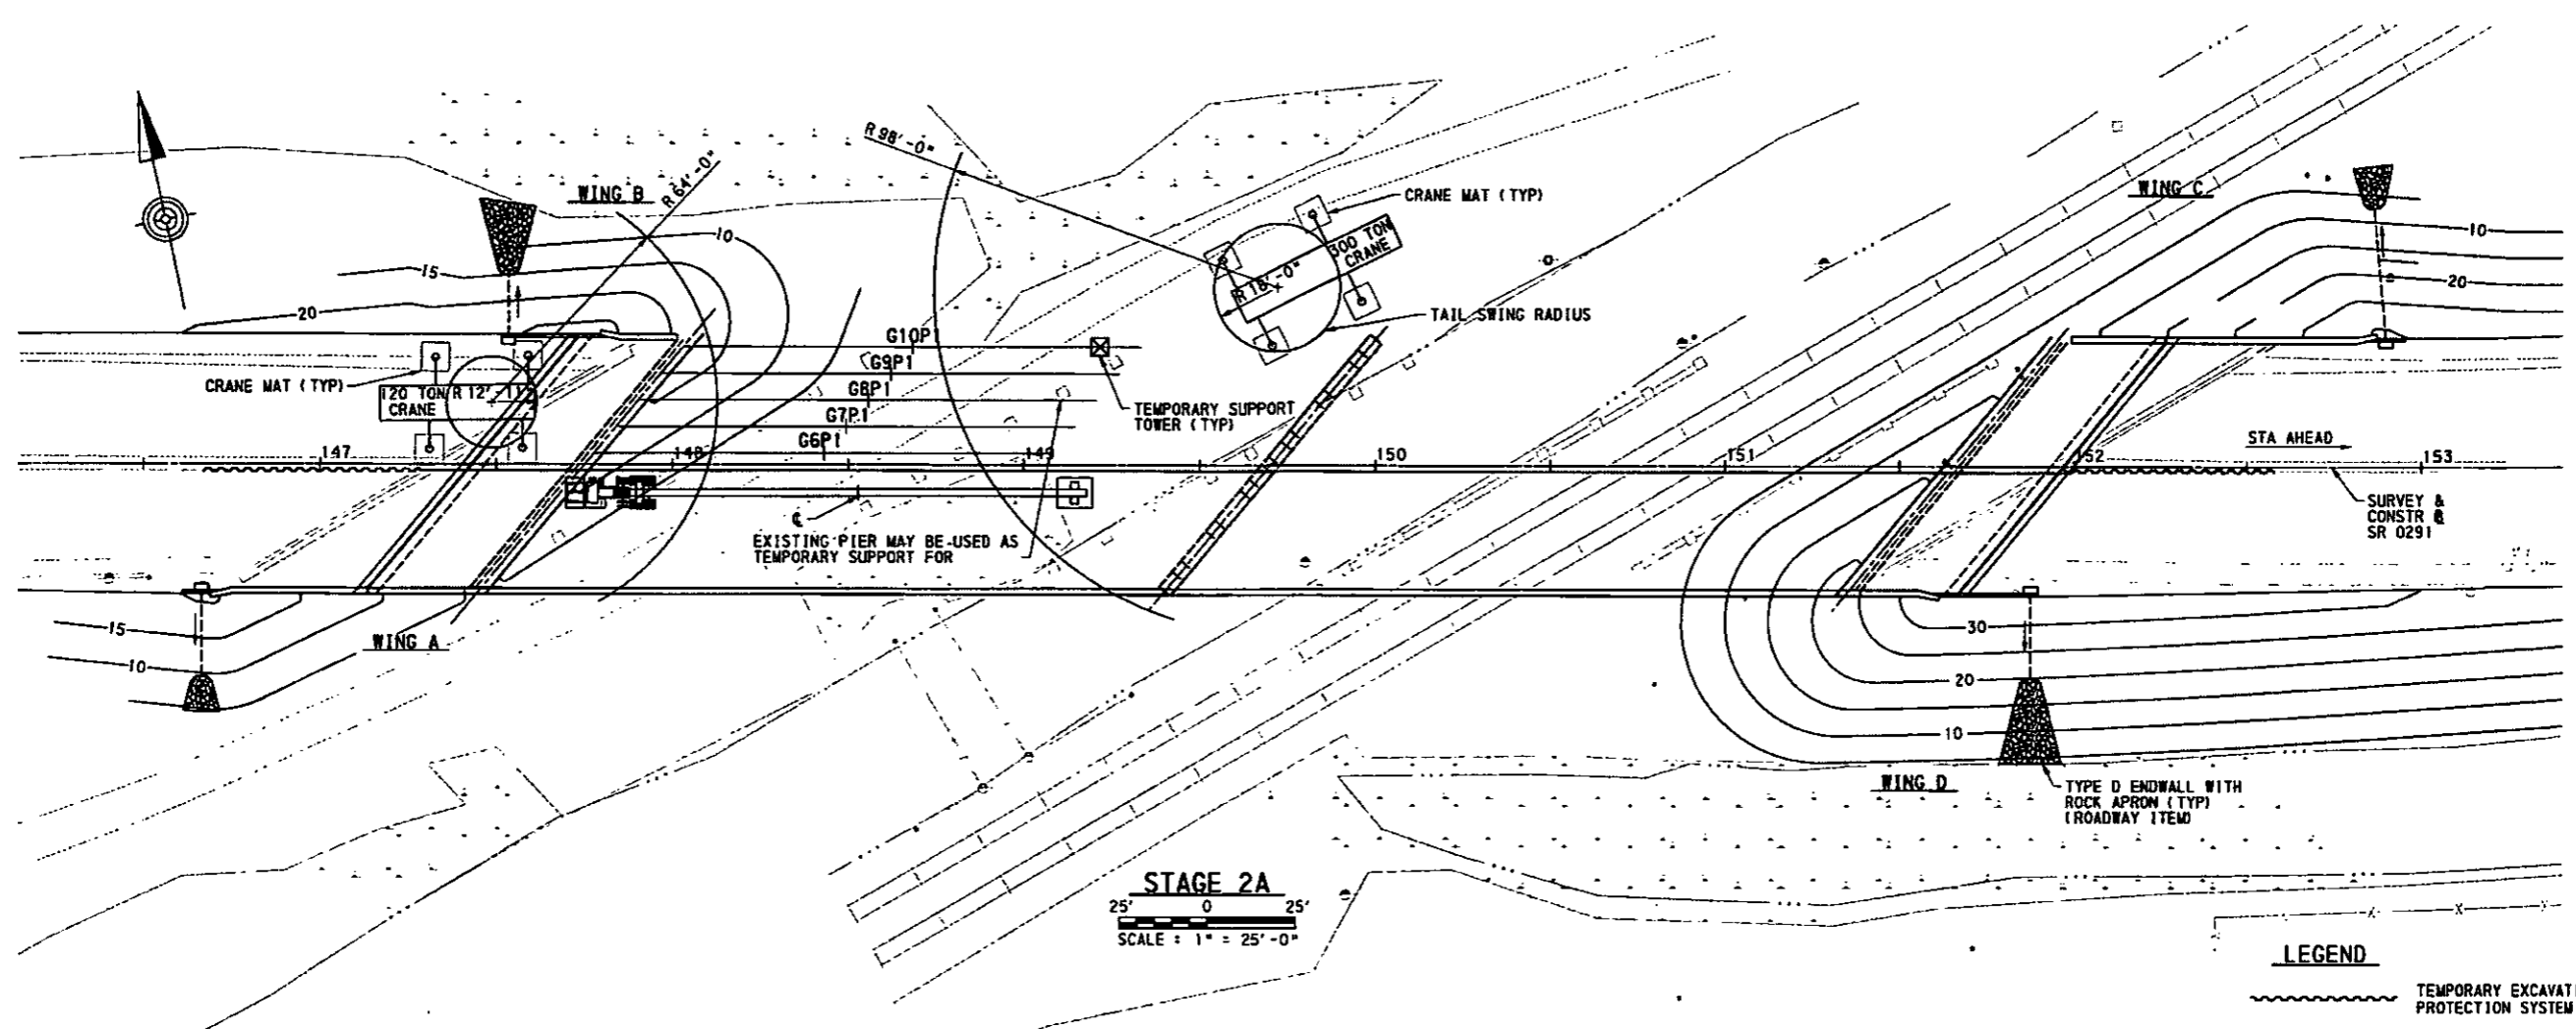 R 98'-0"
WING B
R 64'-0"
10
15
20
CRANE MAT (TYP)
300 TON
CRANE
R 18'-0"
TAIL SWING RADIUS
WING C
10
20
CRANE MAT (TYP)
120 TON
CRANE
R 12'-11"
G10P1
G9P1
G8P1
G7P1
G6P1
TEMPORARY SUPPORT
TOWER (TYP)
147
148
149
150
151
152
153
STA AHEAD
SURVEY &
CONSTR ℄
SR 0291
℄
EXISTING PIER MAY BE USED AS
TEMPORARY SUPPORT FOR
15
10
WING A
30
20
10
WING D
TYPE D ENDWALL WITH
ROCK APRON (TYP)
(ROADWAY ITEM)
STAGE 2A
25' 0 25'
SCALE : 1" = 25'-0"
LEGEND
TEMPORARY EXCAVATI
PROTECTION SYSTEM